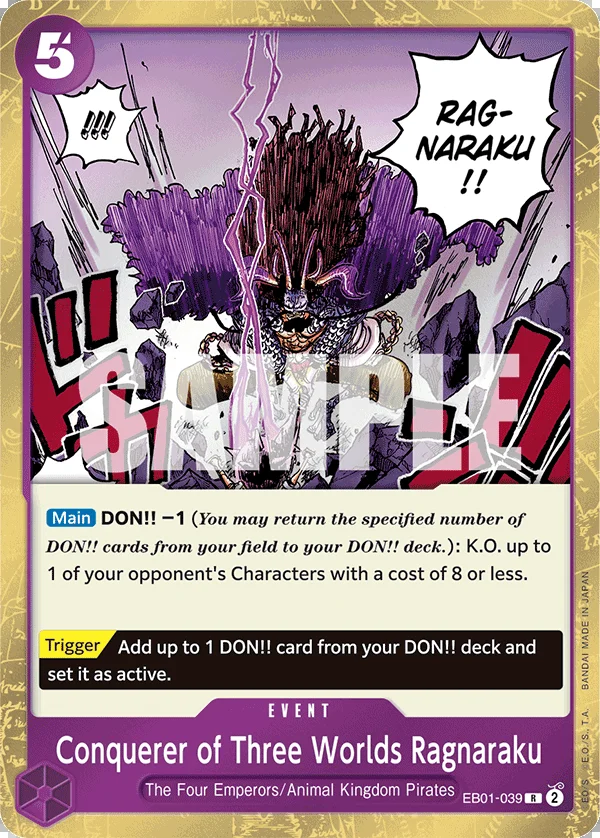 5
!!!
RAG-
NARAKU
!!
SAMPLE
Main DON!! −1 (You may return the specified number of
DON!! cards from your field to your DON!! deck.): K.O. up to
1 of your opponent's Characters with a cost of 8 or less.
Trigger Add up to 1 DON!! card from your DON!! deck and
set it as active.
EVENT
Conquerer of Three Worlds Ragnaraku
The Four Emperors/Animal Kingdom Pirates
EB01-039 R 2
©E.O./S. ©E.O./S., T.A. BANDAI MADE IN JAPAN